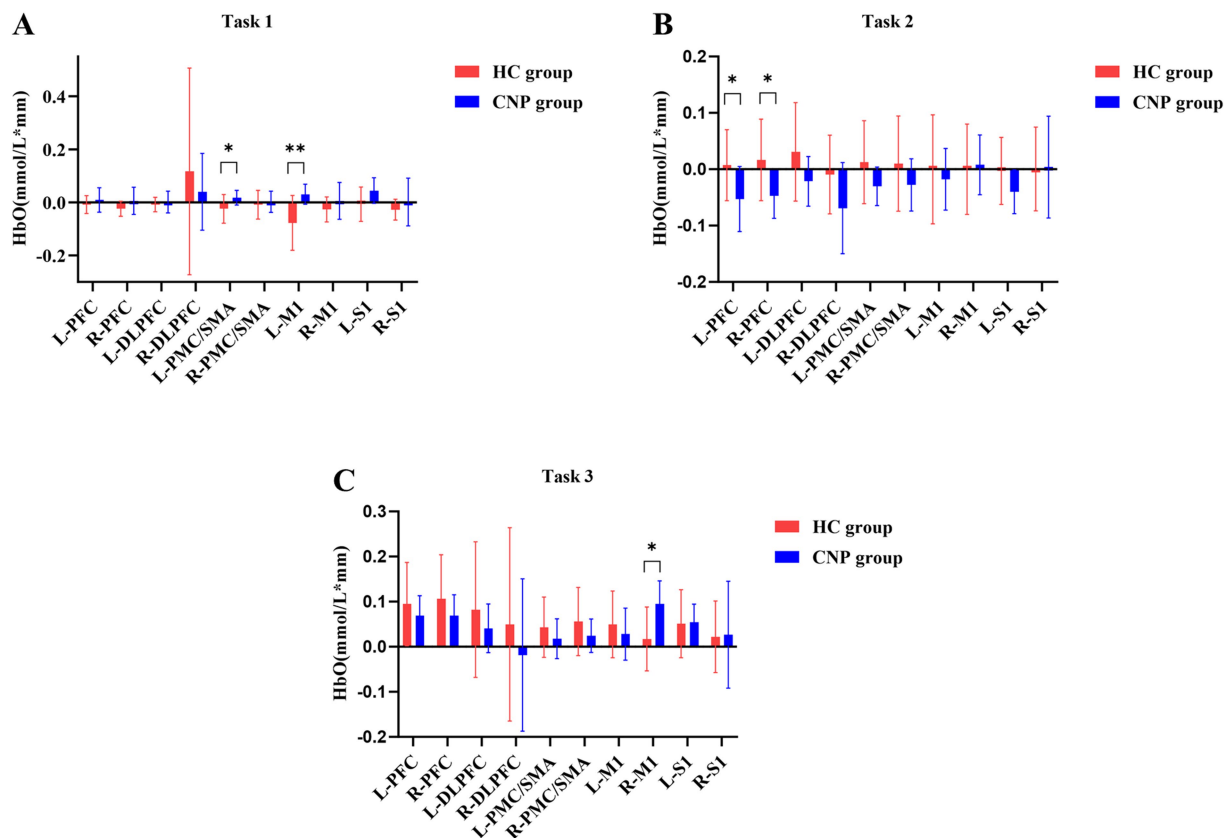 A
Task 1
HC group
CNP group
HbO(mmol/L*mm)
0.4
0.2
0.0
-0.2
*
**
L-PFC
R-PFC
L-DLPFC
R-DLPFC
L-PMC/SMA
R-PMC/SMA
L-M1
R-M1
L-S1
R-S1
B
Task 2
HC group
CNP group
HbO(mmol/L*mm)
0.2
0.1
0.0
-0.1
-0.2
*
*
L-PFC
R-PFC
L-DLPFC
R-DLPFC
L-PMC/SMA
R-PMC/SMA
L-M1
R-M1
L-S1
R-S1
C
Task 3
HC group
CNP group
HbO(mmol/L*mm)
0.3
0.2
0.1
0.0
-0.1
-0.2
*
L-PFC
R-PFC
L-DLPFC
R-DLPFC
L-PMC/SMA
R-PMC/SMA
L-M1
R-M1
L-S1
R-S1